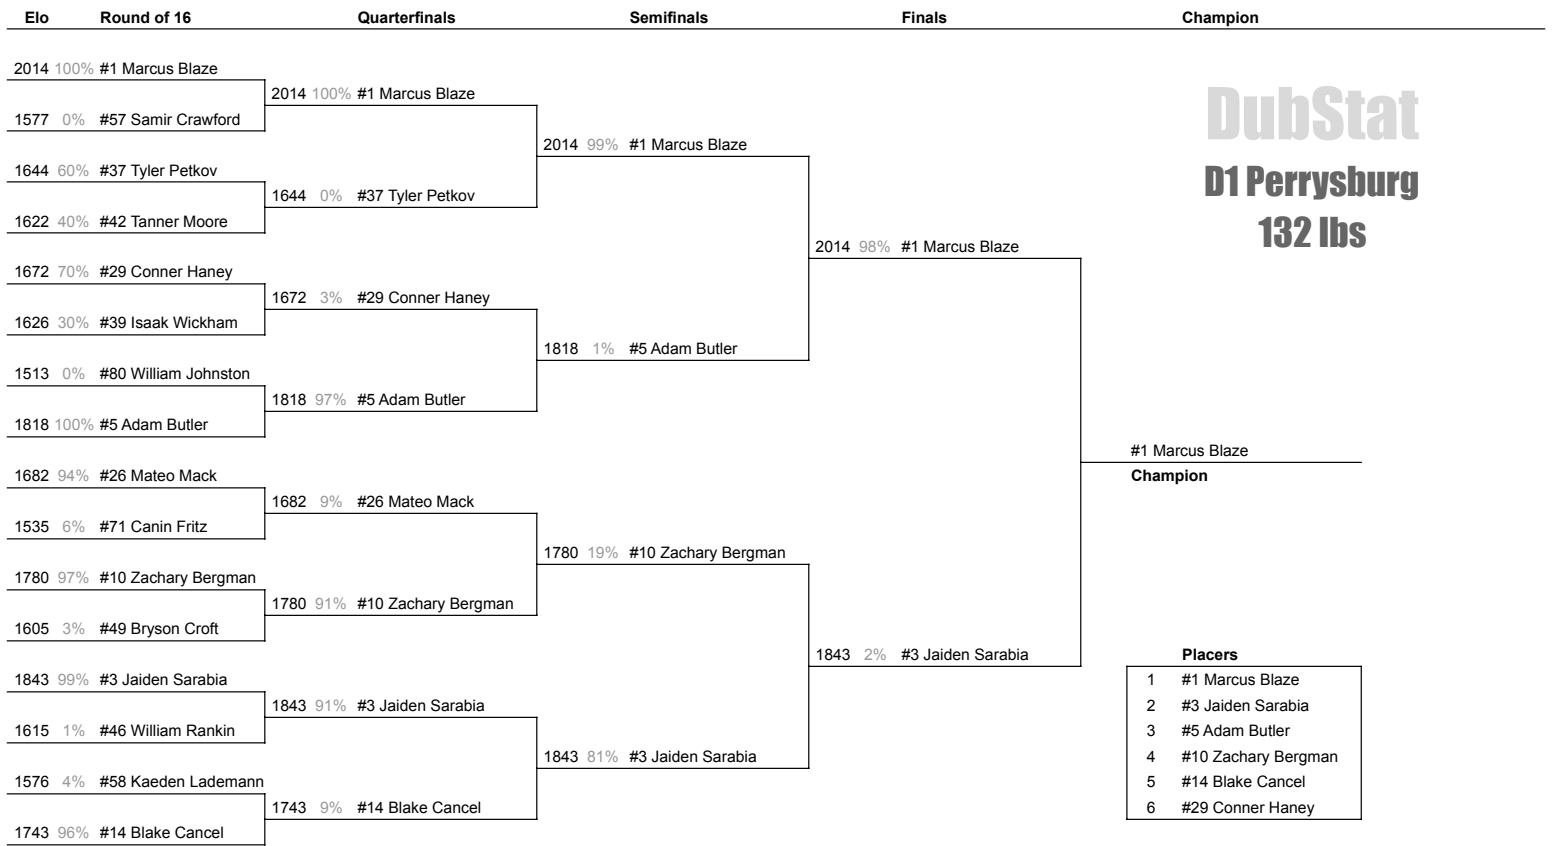 Elo Round of 16 Quarterfinals Semifinals Finals Champion
2014 100% #1 Marcus Blaze
2014 100% #1 Marcus Blaze
1577 0% #57 Samir Crawford
2014 99% #1 Marcus Blaze
1644 60% #37 Tyler Petkov
1644 0% #37 Tyler Petkov
1622 40% #42 Tanner Moore
2014 98% #1 Marcus Blaze
1672 70% #29 Conner Haney
1672 3% #29 Conner Haney
1626 30% #39 Isaak Wickham
1818 1% #5 Adam Butler
1513 0% #80 William Johnston
1818 97% #5 Adam Butler
1818 100% #5 Adam Butler
#1 Marcus Blaze
Champion
1682 94% #26 Mateo Mack
1682 9% #26 Mateo Mack
1535 6% #71 Canin Fritz
1780 19% #10 Zachary Bergman
1780 97% #10 Zachary Bergman
1780 91% #10 Zachary Bergman
1605 3% #49 Bryson Croft
1843 2% #3 Jaiden Sarabia
1843 99% #3 Jaiden Sarabia
1843 91% #3 Jaiden Sarabia
1615 1% #46 William Rankin
1843 81% #3 Jaiden Sarabia
1576 4% #58 Kaeden Lademann
1743 9% #14 Blake Cancel
1743 96% #14 Blake Cancel
DubStat
D1 Perrysburg
132 lbs
Placers
1 #1 Marcus Blaze
2 #3 Jaiden Sarabia
3 #5 Adam Butler
4 #10 Zachary Bergman
5 #14 Blake Cancel
6 #29 Conner Haney